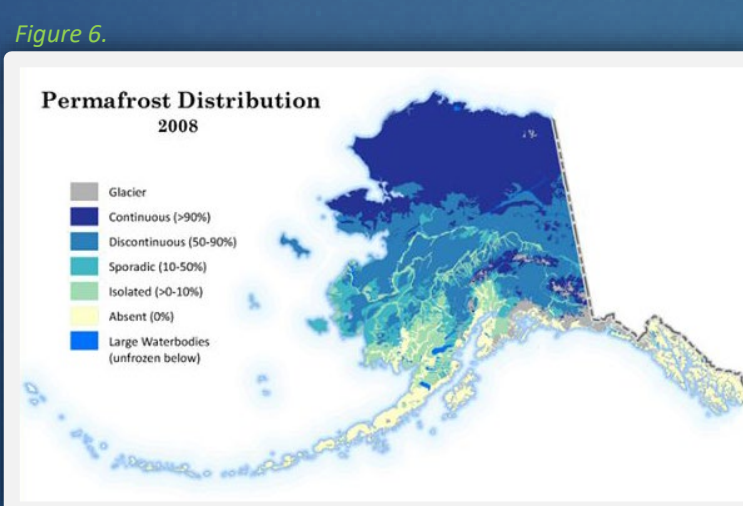 Figure 6.
Permafrost Distribution
2008
Glacier
Continuous (>90%)
Discontinuous (50-90%)
Sporadic (10-50%)
Isolated (>0-10%)
Absent (0%)
Large Waterbodies
(unfrozen below)